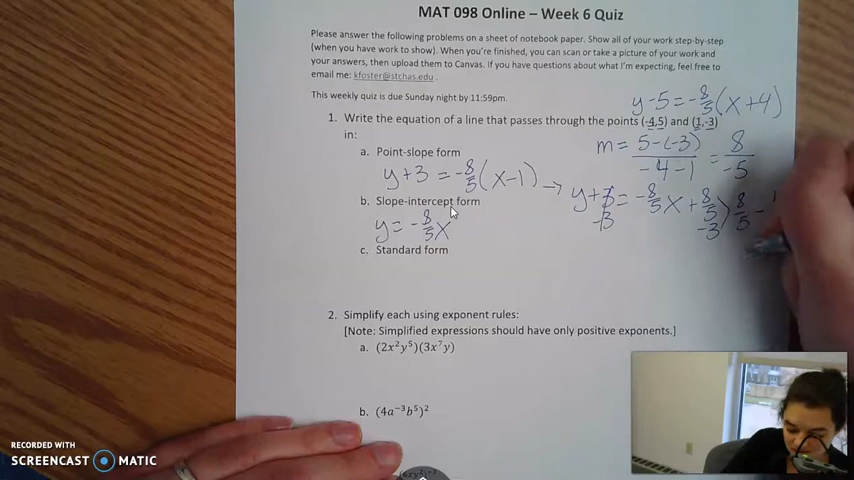 MAT 098 Online – Week 6 Quiz
Please answer the following problems on a sheet of notebook paper. Show all of your work step-by-step
(when you have work to show). When you're finished, you can scan or take a picture of your work and
your answers, then upload them to Canvas. If you have questions about what I'm expecting, feel free to
email me: kfoster@stchas.edu .
y-5=-8/5(x+4)
This weekly quiz is due Sunday night by 11:59pm.
1. Write the equation of a line that passes through the points (-4,5) and (1,-3)
in:
m = 5-(-3)/-4-1 = 8/-5
a. Point-slope form
y+3=-8/5(x-1) → y+3=-8/5x+8/5 ) 8/5 -
-3 -3
b. Slope-intercept form
y=-8/5x
c. Standard form
2. Simplify each using exponent rules:
[Note: Simplified expressions should have only positive exponents.]
a. (2x²y⁵)(3x⁷y)
b. (4a⁻³b⁵)²
RECORDED WITH
SCREENCAST MATIC